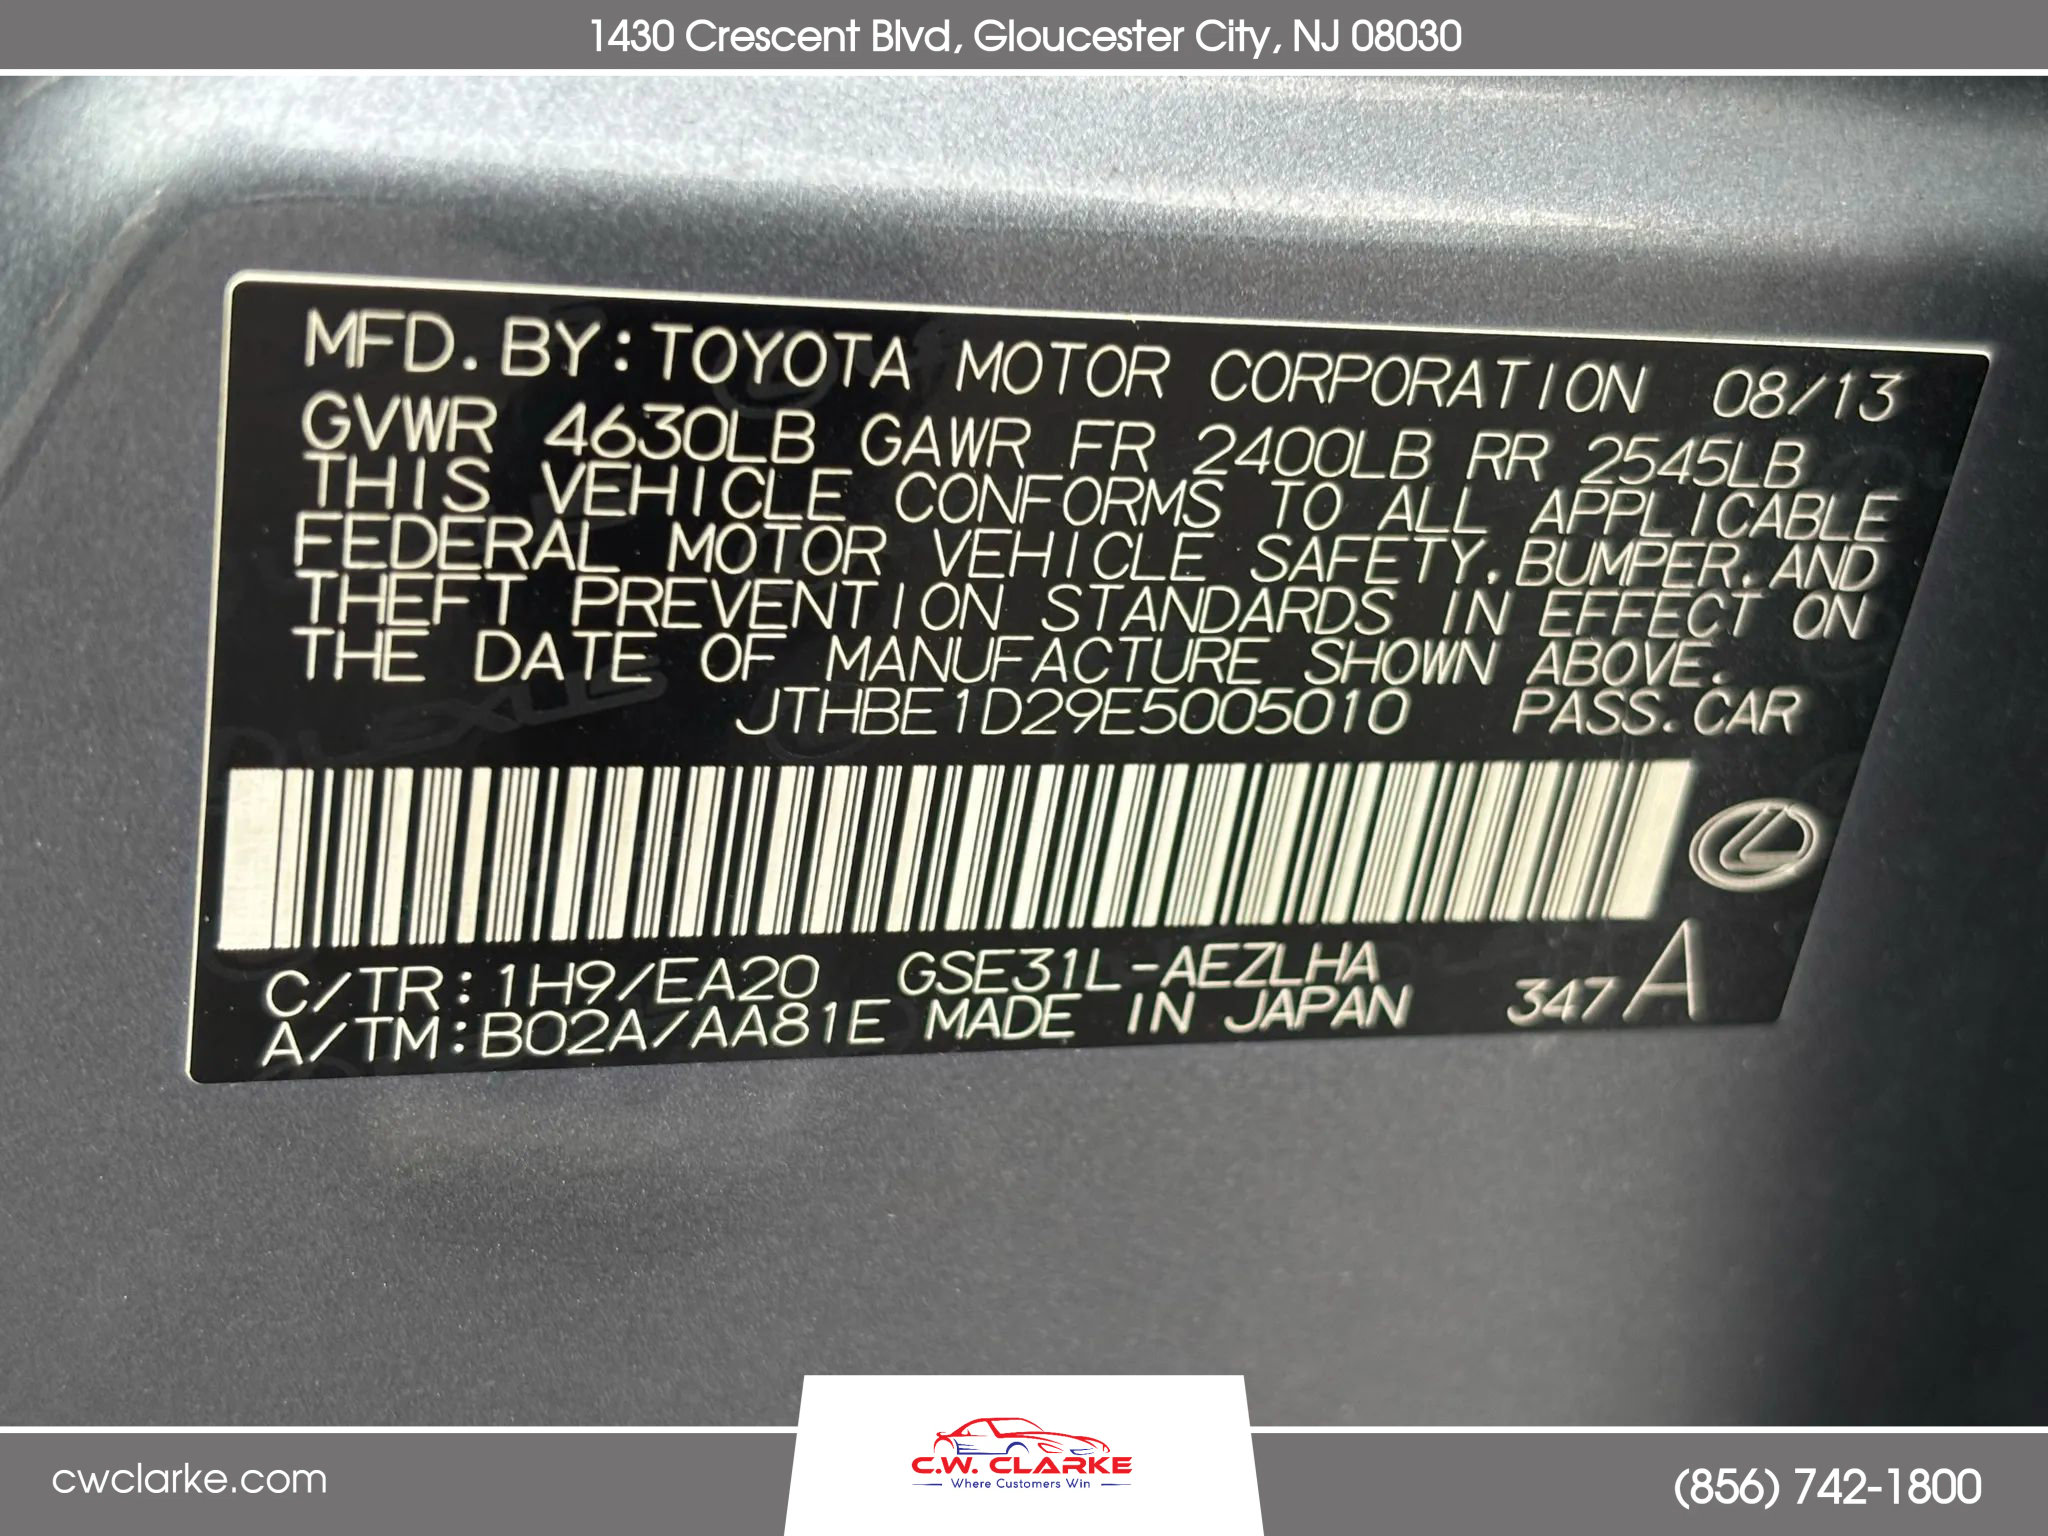 1430 Crescent Blvd, Gloucester City, NJ 08030
MFD. BY: TOYOTA MOTOR CORPORATION 08/13
GVWR 4630LB GAWR FR 2400LB RR 2545LB
THIS VEHICLE CONFORMS TO ALL APPLICABLE
FEDERAL MOTOR VEHICLE SAFETY, BUMPER, AND
THEFT PREVENTION STANDARDS IN EFFECT ON
THE DATE OF MANUFACTURE SHOWN ABOVE.
JTHBE1D29E5005010 PASS. CAR
C/TR: 1H9/EA20 GSE31L-AEZLHA
A/TM: B02A/AA81E MADE IN JAPAN 347 A
LEXUS
C.W. CLARKE
Where Customers Win
cwclarke.com
(856) 742-1800